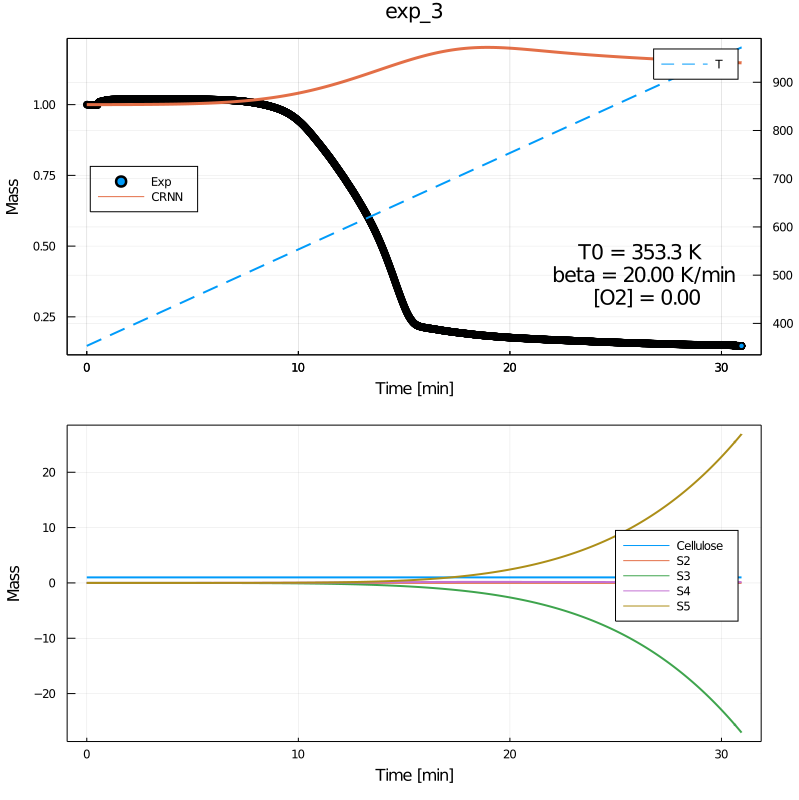 exp_3
T
1.00
0.75
0.50
0.25
Mass
900
800
700
600
500
400
Exp
CRNN
T0 = 353.3 K
beta = 20.00 K/min
[O2] = 0.00
0
10
20
30
Time [min]
20
10
0
−10
−20
Mass
Cellulose
S2
S3
S4
S5
0
10
20
30
Time [min]